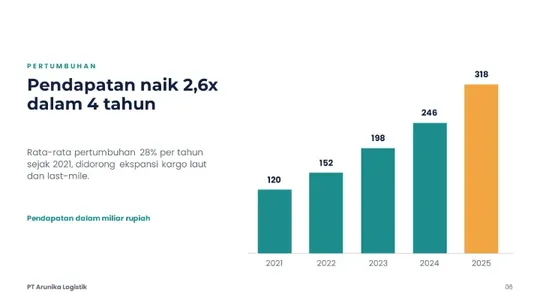 PERTUMBUHAN
Pendapatan naik 2,6x
dalam 4 tahun
Rata-rata pertumbuhan 28% per tahun
sejak 2021, didorong ekspansi kargo laut
dan last-mile.
Pendapatan dalam miliar rupiah
120
152
198
246
318
2021
2022
2023
2024
2025
PT Arunika Logistik
06